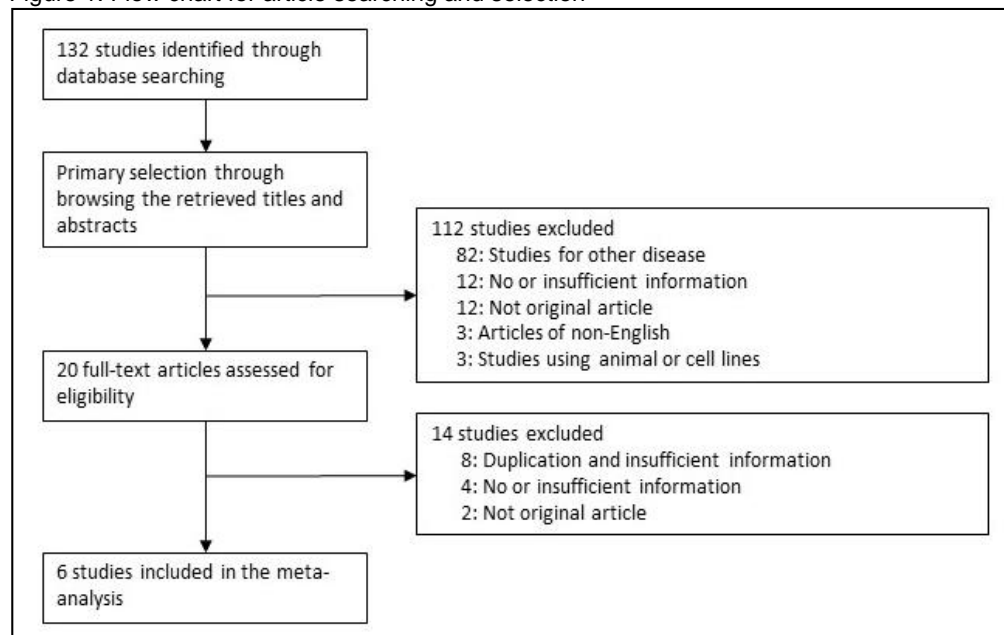 Figure 1. Flow chart for article searching and selection
132 studies identified through
database searching
Primary selection through
browsing the retrieved titles and
abstracts
112 studies excluded
82: Studies for other disease
12: No or insufficient information
12: Not original article
3: Articles of non-English
3: Studies using animal or cell lines
20 full-text articles assessed for
eligibility
14 studies excluded
8: Duplication and insufficient information
4: No or insufficient information
2: Not original article
6 studies included in the meta-
analysis